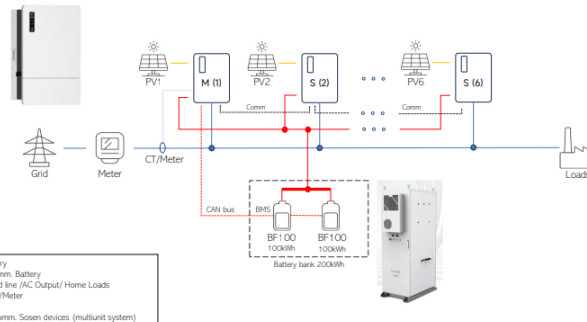 PV1
M (1)
PV2
S (2)
PV6
S (6)
Comm
Comm
Grid
Meter
CT/Meter
Loads
CAN bus
BMS
BF100
100kWh
BF100
100kWh
Battery bank 200kWh
mm. Battery
line /AC Output/ Home Loads
/Meter
omm. Sosen devices (multiunit system)